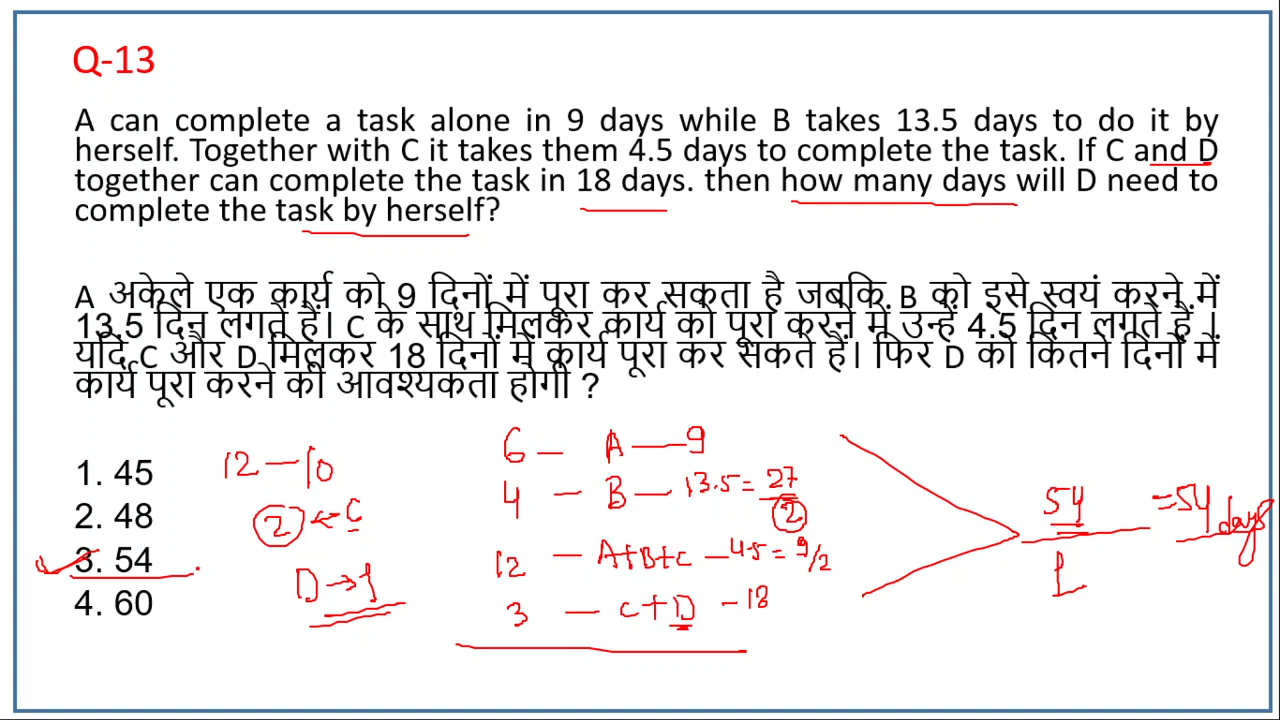 Q-13
A can complete a task alone in 9 days while B takes 13.5 days to do it by
herself. Together with C it takes them 4.5 days to complete the task. If C and D
together can complete the task in 18 days. then how many days will D need to
complete the task by herself?
A अकेले एक कार्य को 9 दिनों में पूरा कर सकता है जबकि B को इसे स्वयं करने में
13.5 दिन लगते हैं। C के साथ मिलकर कार्य को पूरा करने में उन्हें 4.5 दिन लगते हैं ।
यदि C और D मिलकर 18 दिनों में कार्य पूरा कर सकते हैं। फिर D को कितने दिनों में
कार्य पूरा करने की आवश्यकता होगी ?
1. 45
2. 48
3. 54
4. 60
12 — 10
2 ← C
D → 1
6 — A — 9
4 — B — 13.5 = 27/2
12 — A+B+C — 4.5 = 9/2
3 — C+D - 18
54/1 = 54 days